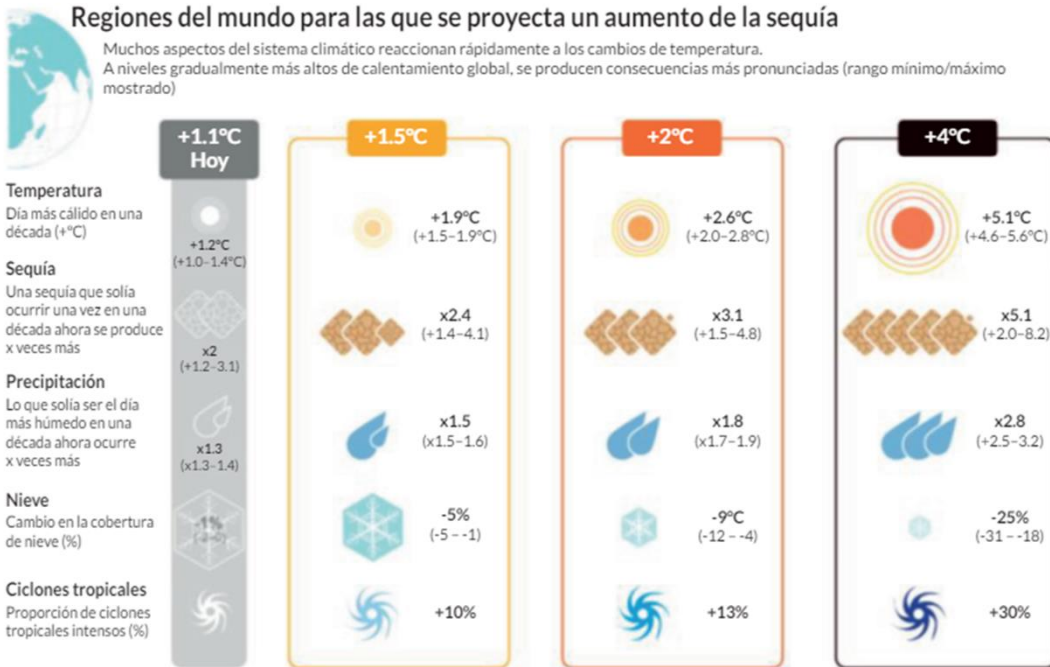 Regiones del mundo para las que se proyecta un aumento de la sequía
Muchos aspectos del sistema climático reaccionan rápidamente a los cambios de temperatura.
A niveles gradualmente más altos de calentamiento global, se producen consecuencias más pronunciadas (rango mínimo/máximo
mostrado)
+1.1°C
Hoy
+1.5°C
+2°C
+4°C
Temperatura
Día más cálido en una
década (+°C)
+1.2°C
(+1.0-1.4°C)
+1.9°C
(+1.5-1.9°C)
+2.6°C
(+2.0-2.8°C)
+5.1°C
(+4.6-5.6°C)
Sequía
Una sequía que solía
ocurrir una vez en una
década ahora se produce
x veces más
x2
(+1.2-3.1)
x2.4
(+1.4-4.1)
x3.1
(+1.5-4.8)
x5.1
(+2.0-8.2)
Precipitación
Lo que solía ser el día
más húmedo en una
década ahora ocurre
x veces más
x1.3
(x1.3-1.4)
x1.5
(x1.5-1.6)
x1.8
(x1.7-1.9)
x2.8
(+2.5-3.2)
Nieve
Cambio en la cobertura
de nieve (%)
-1%
-5%
(-5 - -1)
-9°C
(-12 - -4)
-25%
(-31 - -18)
Ciclones tropicales
Proporción de ciclones
tropicales intensos (%)
+10%
+13%
+30%